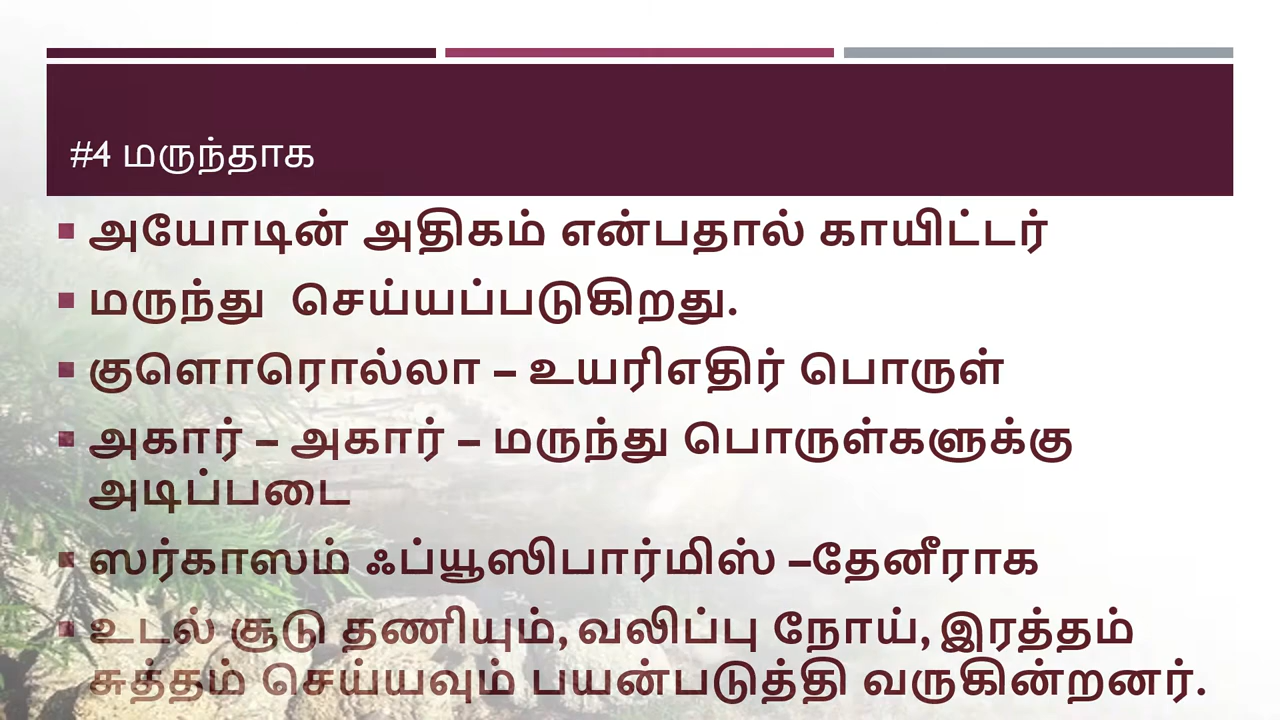 #4 மருந்தாக
அயோடின் அதிகம் என்பதால் காயிட்டர்
மருந்து செய்யப்படுகிறது.
குளொரொல்லா – உயரிஎதிர் பொருள்
அகார் – அகார் – மருந்து பொருள்களுக்கு
அடிப்படை
ஸர்காஸம் ஃப்யூஸிபார்மிஸ் –தேனீராக
உடல் சூடு தணியும், வலிப்பு நோய், இரத்தம்
சுத்தம் செய்யவும் பயன்படுத்தி வருகின்றனர்.